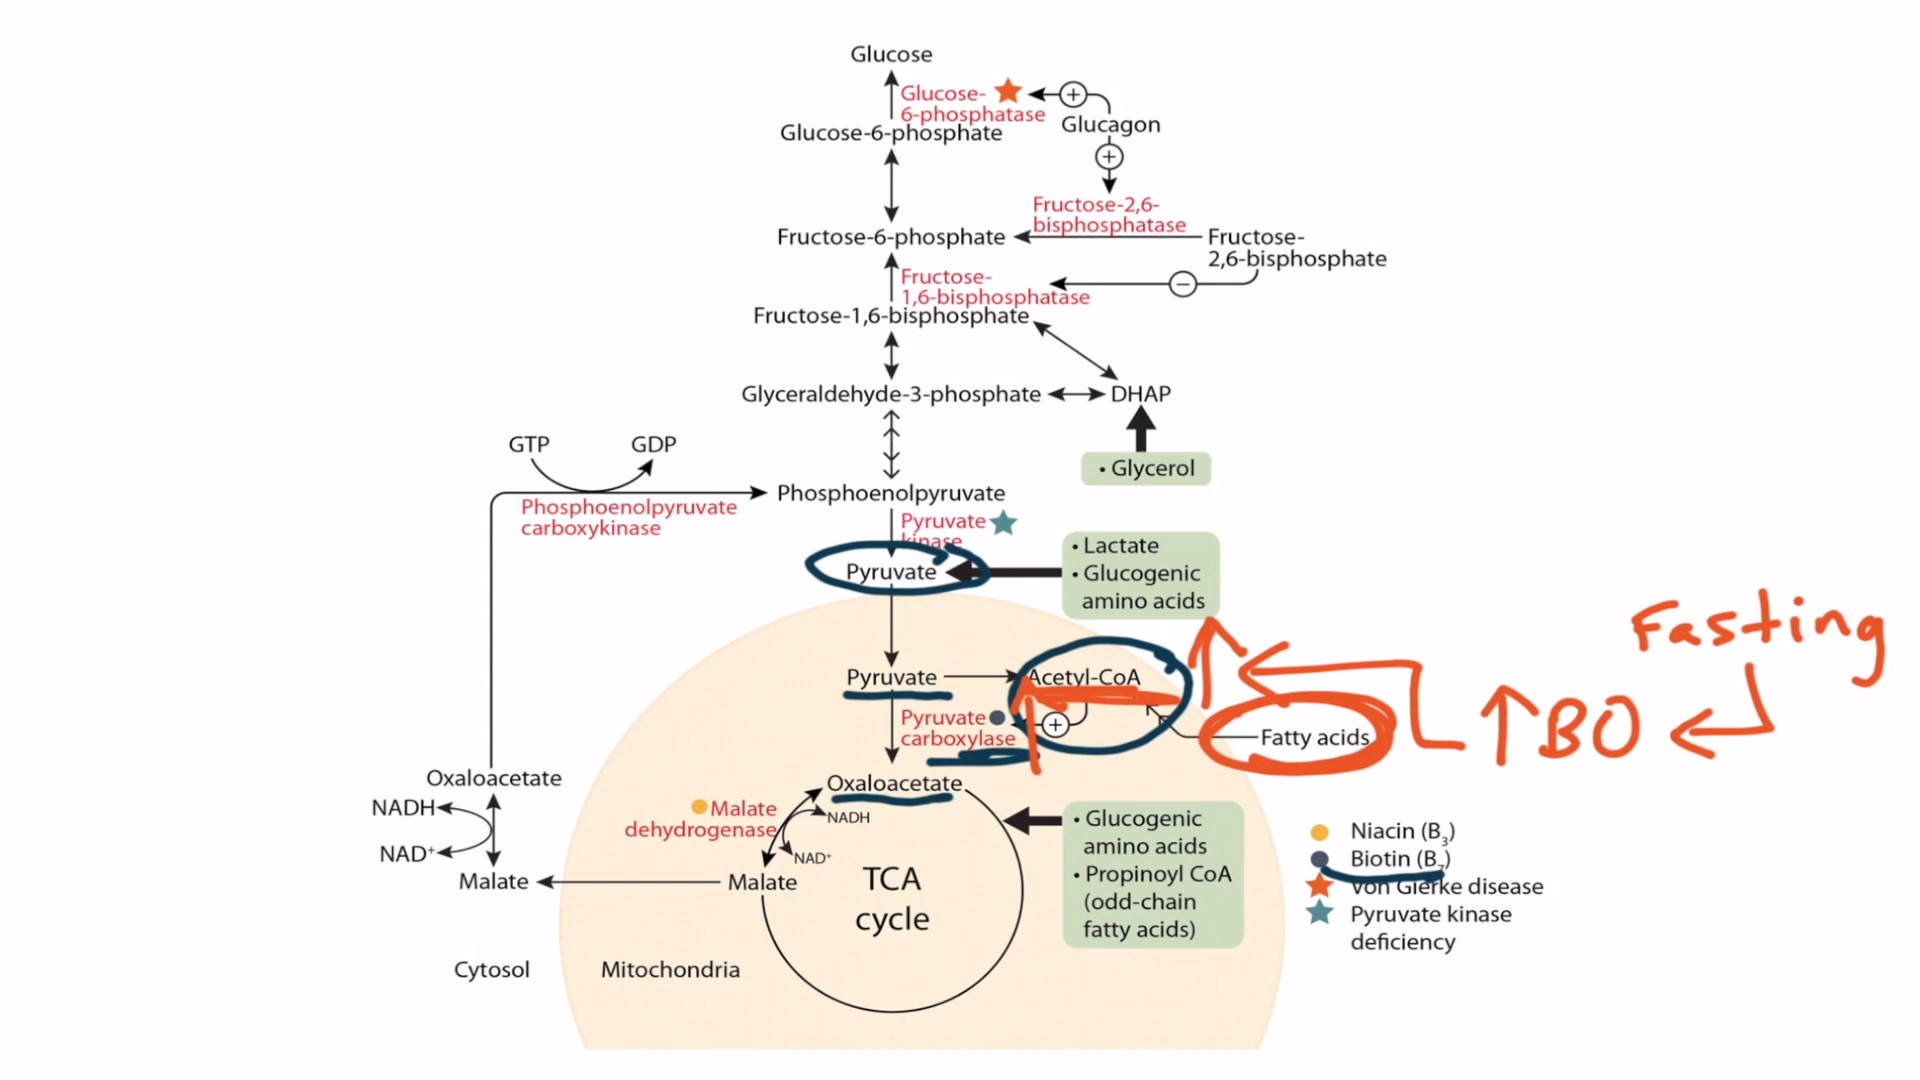 Glucose
Glucose-
6-phosphatase
+
Glucagon
Glucose-6-phosphate
+
Fructose-2,6-
bisphosphatase
Fructose-6-phosphate
Fructose-
2,6-bisphosphate
Fructose-
1,6-bisphosphatase
−
Fructose-1,6-bisphosphate
Glyceraldehyde-3-phosphate
DHAP
• Glycerol
GTP
GDP
Phosphoenolpyruvate
carboxykinase
Phosphoenolpyruvate
Pyruvate
kinase
Pyruvate
• Lactate
• Glucogenic
amino acids
Fasting
Pyruvate
Acetyl-CoA
Pyruvate
carboxylase
+
Fatty acids
↑BO
Oxaloacetate
Oxaloacetate
NADH
NAD+
Malate
Malate
dehydrogenase
NADH
NAD+
Malate
TCA
cycle
• Glucogenic
amino acids
• Propinoyl CoA
(odd-chain
fatty acids)
Niacin (B3)
Biotin (B7)
Von Gierke disease
Pyruvate kinase
deficiency
Cytosol
Mitochondria